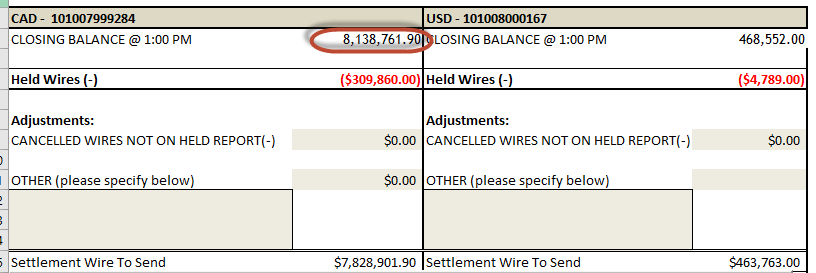 CAD - 101007999284 USD - 101008000167
CLOSING BALANCE @ 1:00 PM 8,138,761.90 CLOSING BALANCE @ 1:00 PM 468,552.00
Held Wires (-) ($309,860.00) Held Wires (-) ($4,789.00)
Adjustments: Adjustments:
CANCELLED WIRES NOT ON HELD REPORT(-) $0.00 CANCELLED WIRES NOT ON HELD REPORT(-) $0.00
OTHER (please specify below) $0.00 OTHER (please specify below)
Settlement Wire To Send $7,828,901.90 Settlement Wire To Send $463,763.00